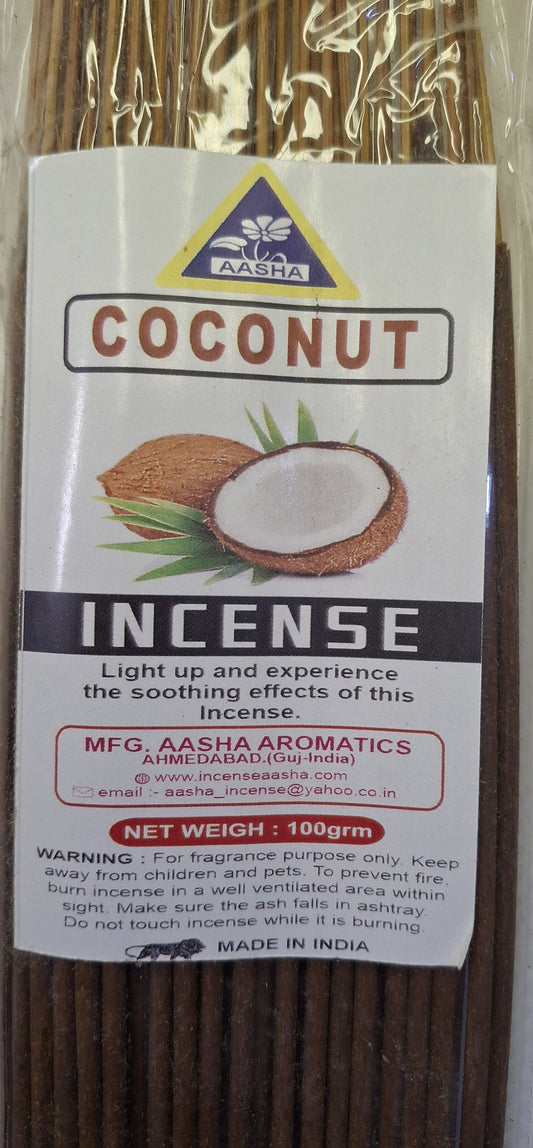 AASHA
COCONUT
INCENSE
Light up and experience
the soothing effects of this
Incense.
MFG. AASHA AROMATICS
AHMEDABAD.(Guj-India)
www.incenseaasha.com
email :- aasha_incense@yahoo.co.in
NET WEIGH : 100grm
WARNING : For fragrance purpose only. Keep
away from children and pets. To prevent fire,
burn incense in a well ventilated area within
sight. Make sure the ash falls in ashtray.
Do not touch incense while it is burning.
MADE IN INDIA